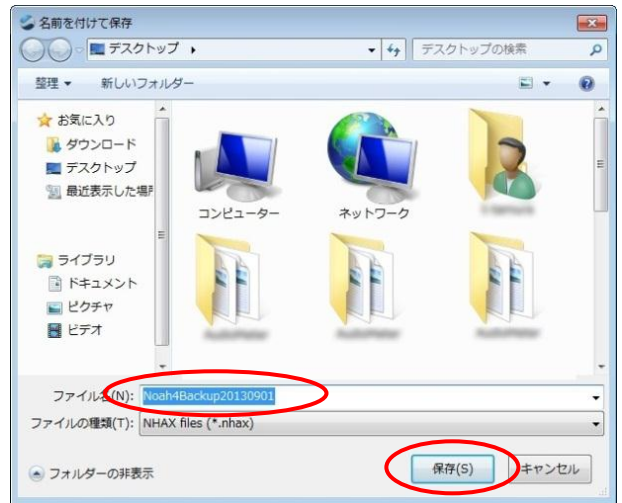 名前を付けて保存
デスクトップ
デスクトップの検索
整理 新しいフォルダー
お気に入り
ダウンロード
デスクトップ
最近表示した場所
コンピューター
ネットワーク
ライブラリ
ドキュメント
ピクチャ
ビデオ
ファイル名(N): Noah4Backup20130901
ファイルの種類(T): NHAX files (*.nhax)
フォルダーの非表示
保存(S)
キャンセル